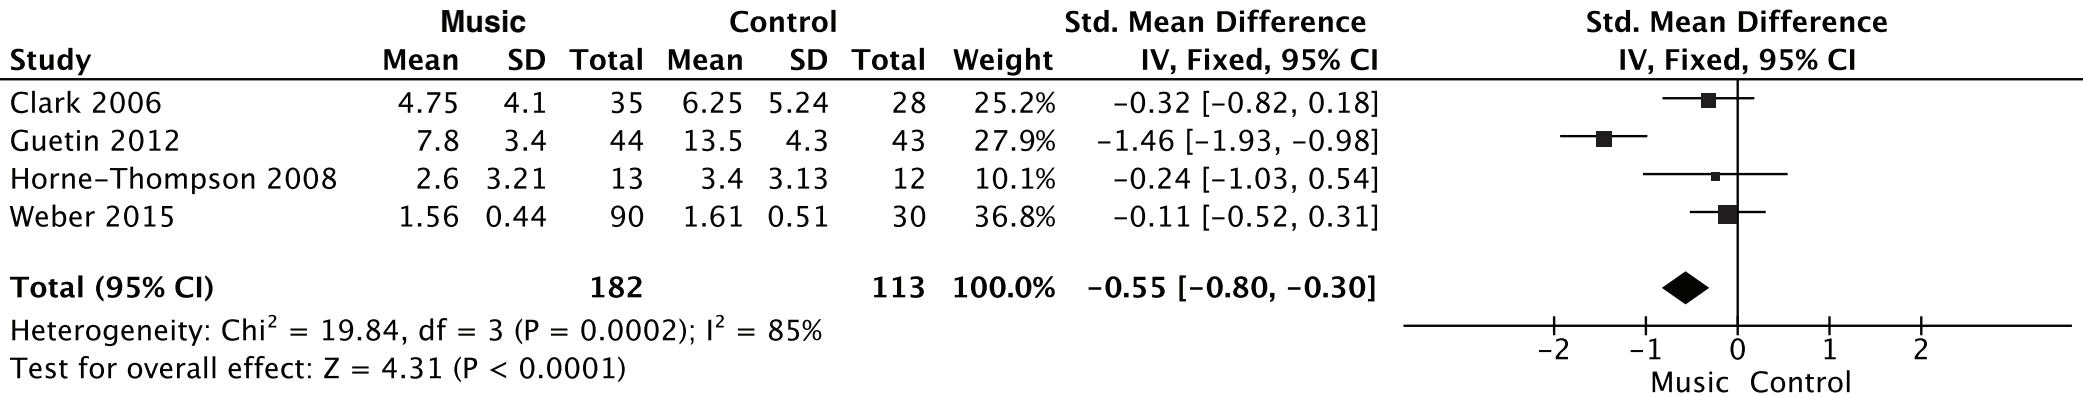 Music Control Std. Mean Difference Std. Mean Difference
Study Mean SD Total Mean SD Total Weight IV, Fixed, 95% CI IV, Fixed, 95% CI
Clark 2006 4.75 4.1 35 6.25 5.24 28 25.2% −0.32 [−0.82, 0.18]
Guetin 2012 7.8 3.4 44 13.5 4.3 43 27.9% −1.46 [−1.93, −0.98]
Horne−Thompson 2008 2.6 3.21 13 3.4 3.13 12 10.1% −0.24 [−1.03, 0.54]
Weber 2015 1.56 0.44 90 1.61 0.51 30 36.8% −0.11 [−0.52, 0.31]
Total (95% CI) 182 113 100.0% −0.55 [−0.80, −0.30]
Heterogeneity: Chi² = 19.84, df = 3 (P = 0.0002); I² = 85%
Test for overall effect: Z = 4.31 (P < 0.0001)
−2 −1 0 1 2
Music Control